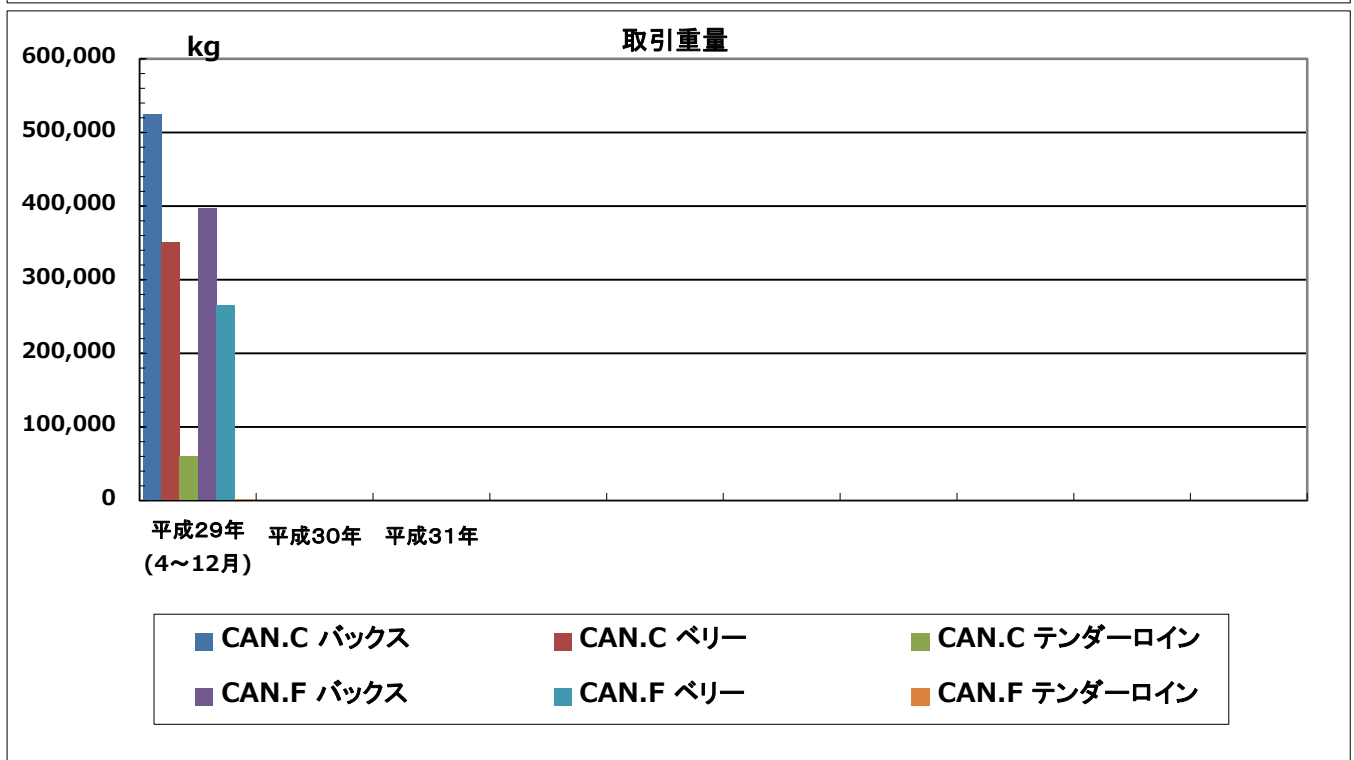 取引重量
kg
600,000
500,000
400,000
300,000
200,000
100,000
0
平成29年 平成30年 平成31年
(4～12月)
CAN.C バックス CAN.C ベリー CAN.C テンダーロイン
CAN.F バックス CAN.F ベリー CAN.F テンダーロイン